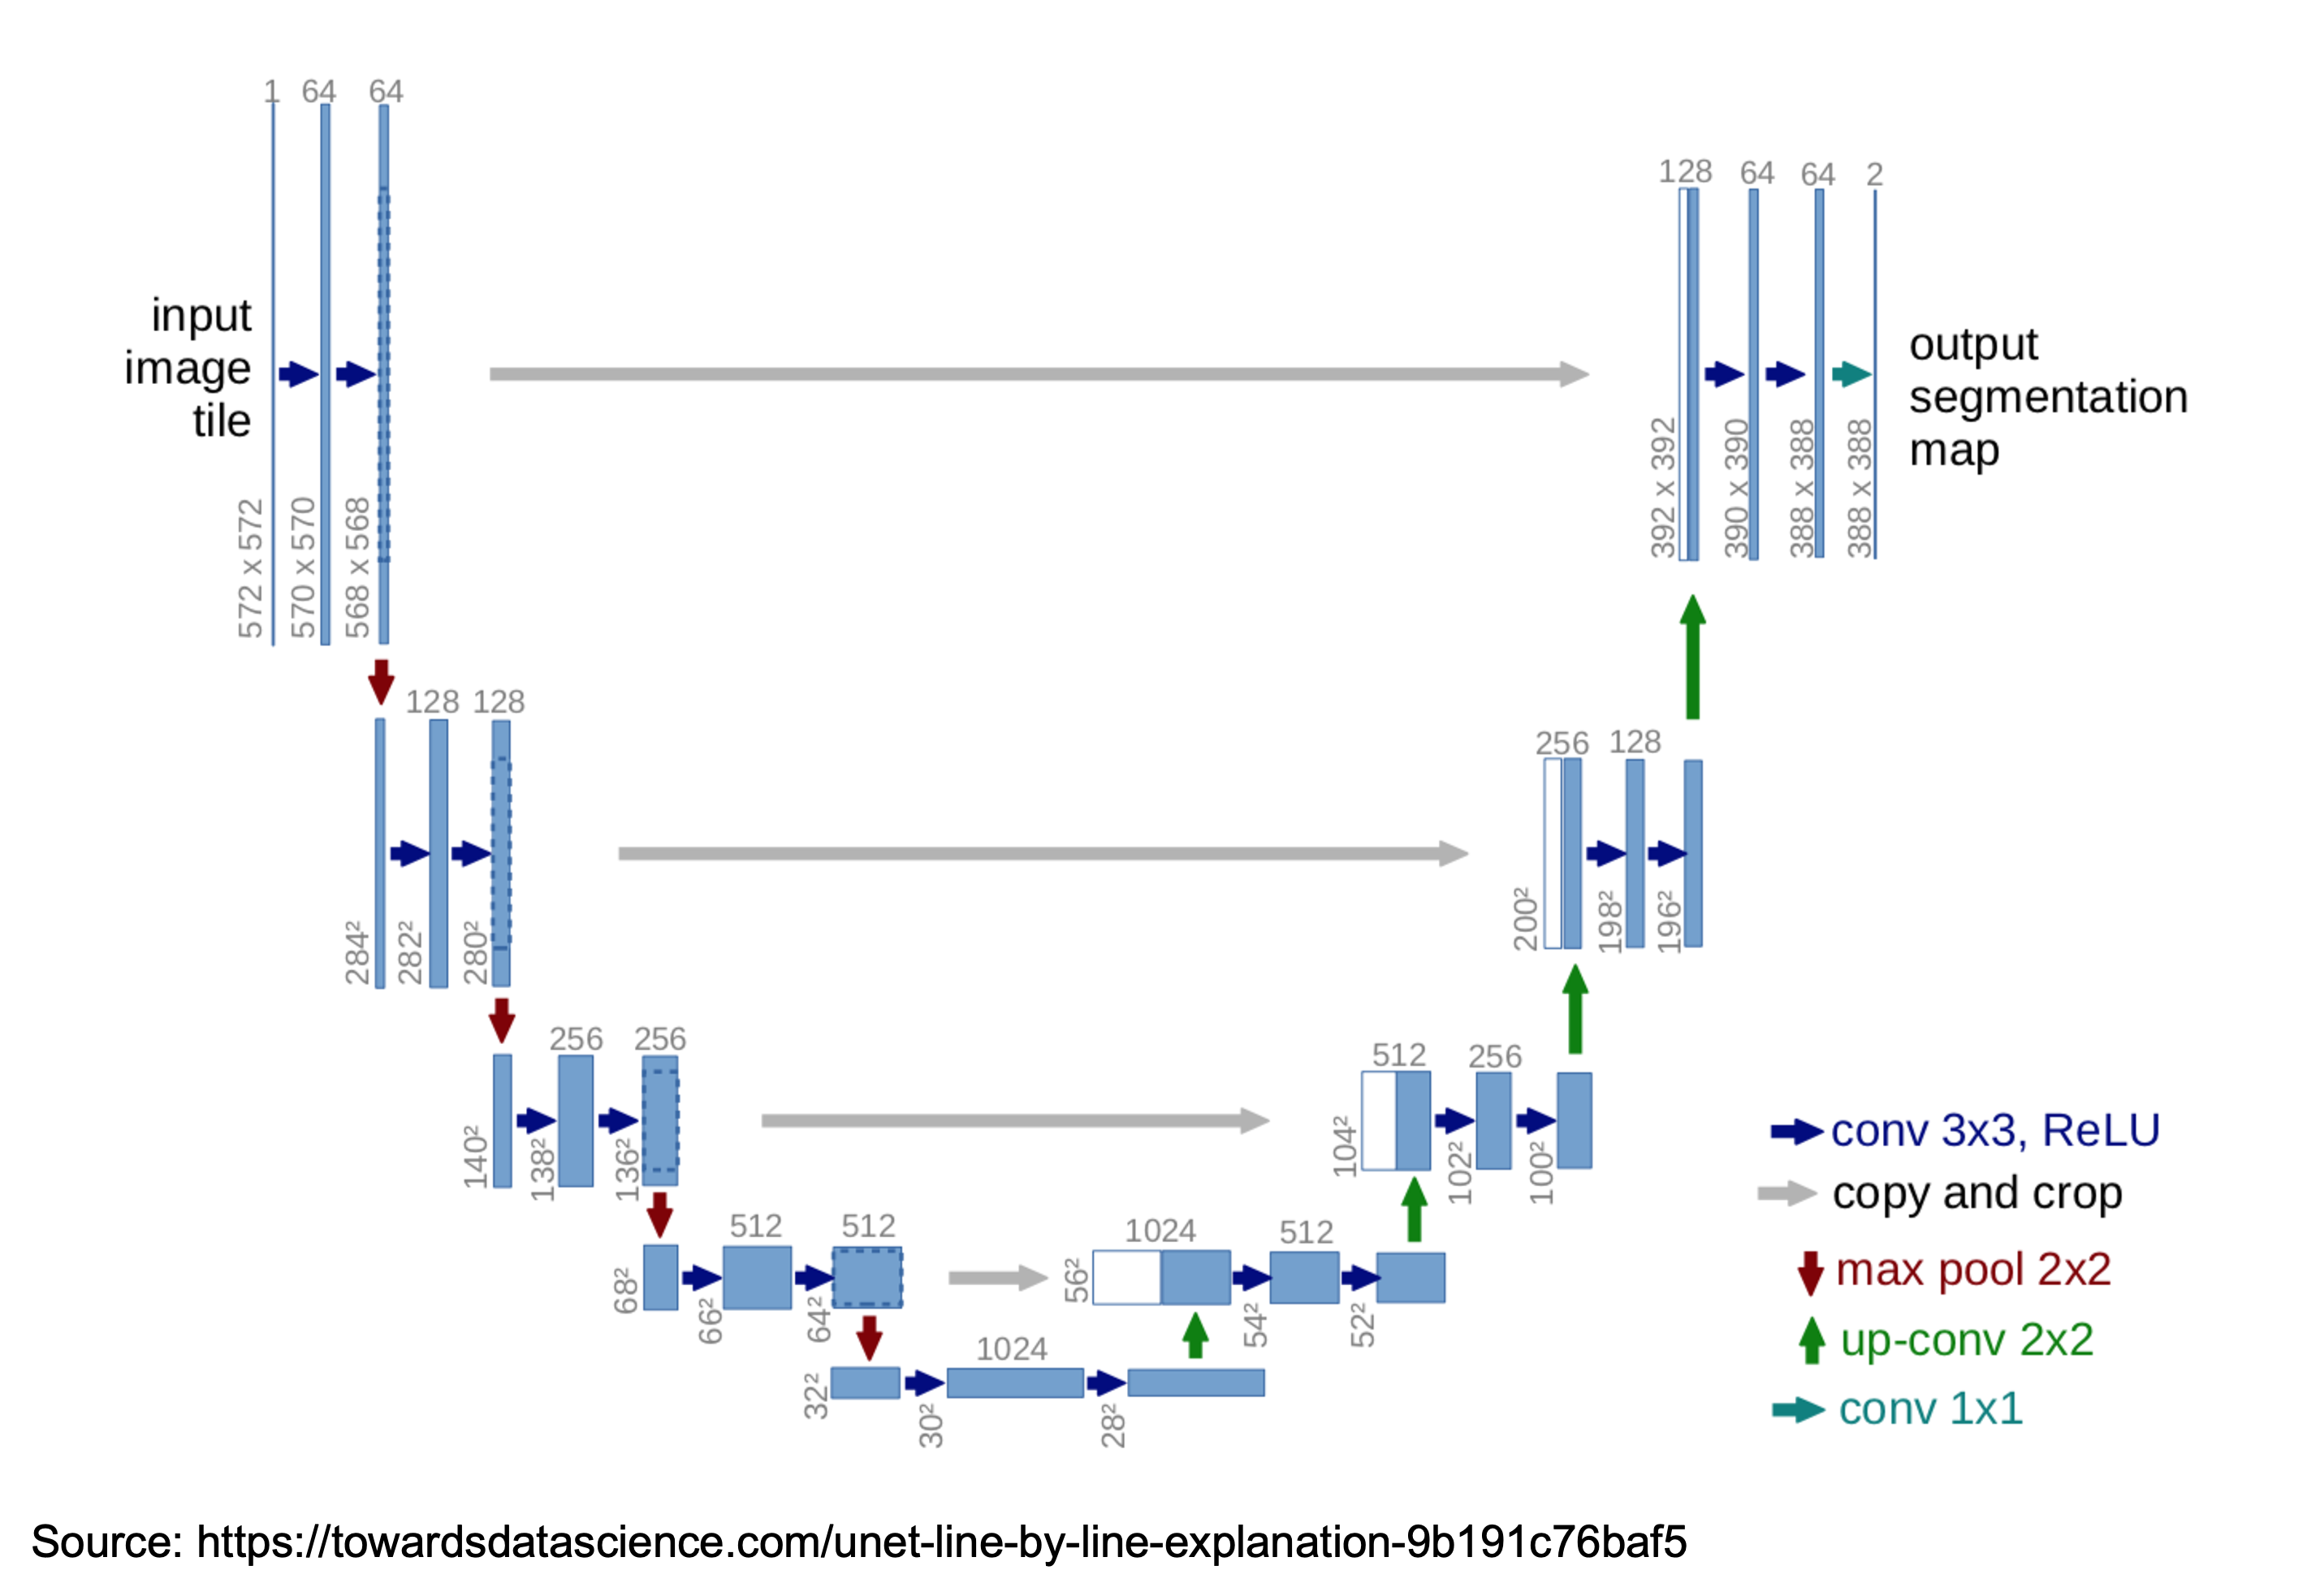 1 64 64
128 64 64 2
input
image
tile
output
segmentation
map
572 x 572
570 x 570
568 x 568
392 x 392
390 x 390
388 x 388
388 x 388
128 128
256 128
284²
282²
280²
200²
198²
196²
256 256
512 256
140²
138²
136²
104²
102²
100²
conv 3x3, ReLU
copy and crop
max pool 2x2
up-conv 2x2
conv 1x1
512 512
1024 512
68²
66²
64²
56²
54²
52²
1024
32²
30²
28²
Source: https://towardsdatascience.com/unet-line-by-line-explanation-9b191c76baf5